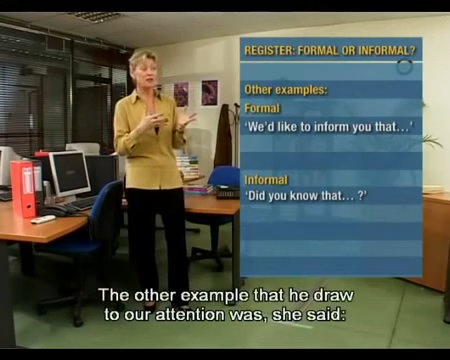 REGISTER: FORMAL OR INFORMAL?
Other examples:
Formal
‘We’d like to inform you that…’
Informal
‘Did you know that… ?’
The other example that he draw
to our attention was, she said: